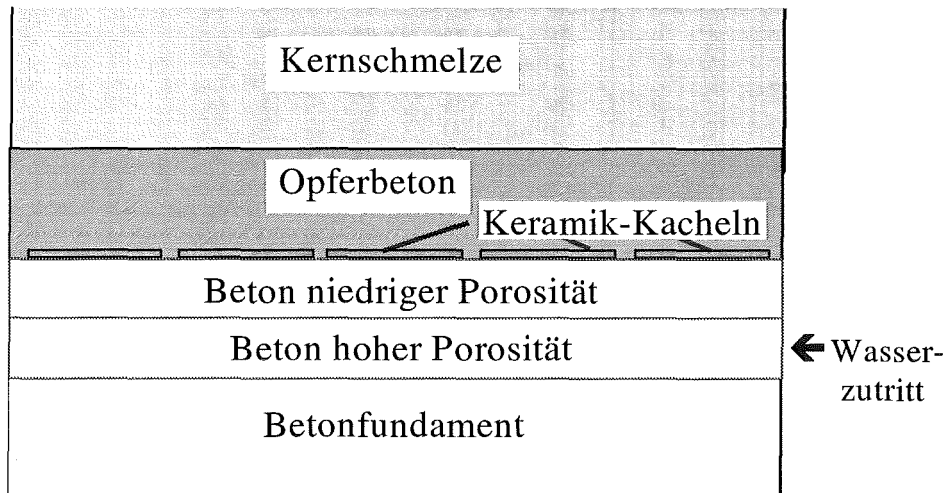 Kernschmelze
Opferbeton
Keramik-Kacheln
Beton niedriger Porosität
Beton hoher Porosität
Wasser-
zutritt
Betonfundament